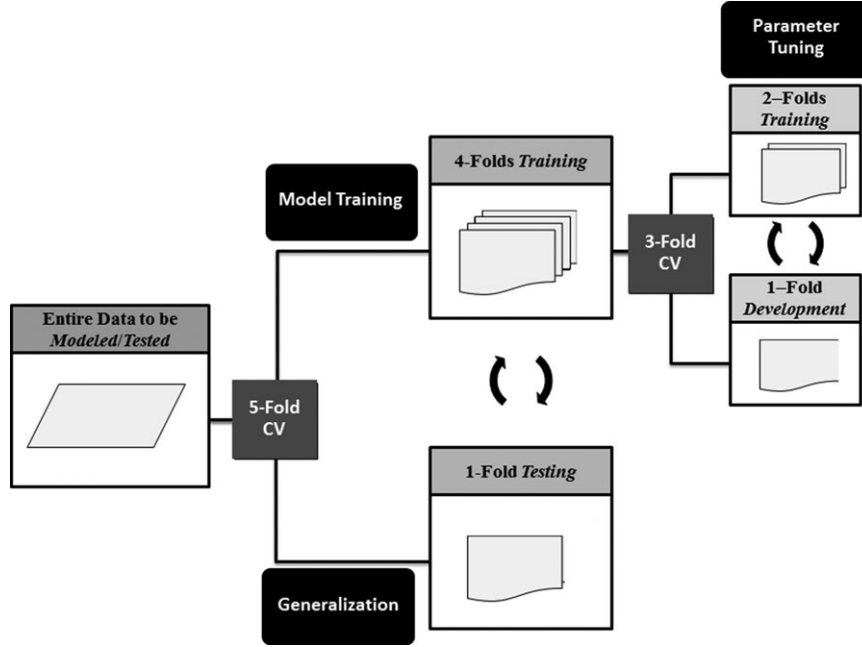 Parameter
Tuning
2–Folds
Training
4-Folds Training
Model Training
3-Fold
CV
1–Fold
Development
Entire Data to be
Modeled/Tested
5-Fold
CV
1-Fold Testing
Generalization